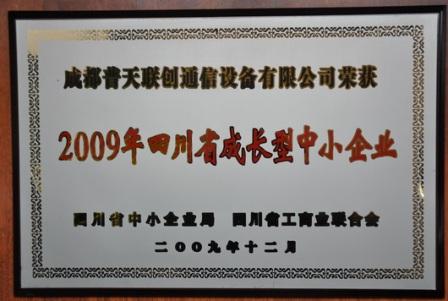 成都普天联创通信设备有限公司荣获
2009年四川省成长型中小企业
四川省中小企业局 四川省工商业联合会
二〇〇九年十二月